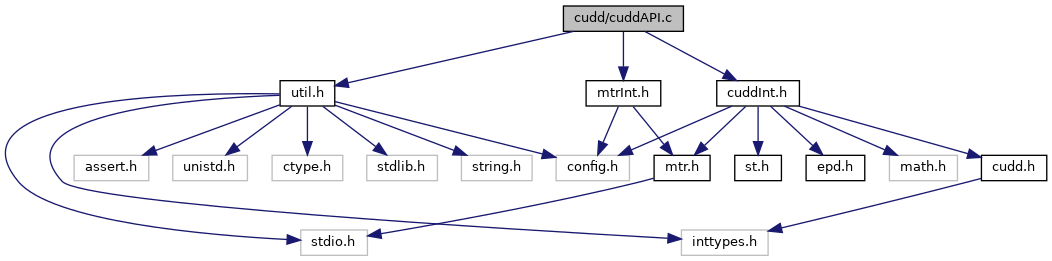 cudd/cuddAPI.c
util.h
mtrInt.h
cuddInt.h
assert.h
unistd.h
ctype.h
stdlib.h
string.h
config.h
mtr.h
st.h
epd.h
math.h
cudd.h
stdio.h
inttypes.h